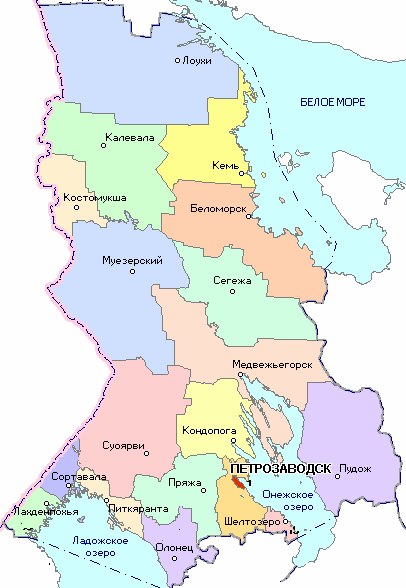 Лоухи
БЕЛОЕ МОРЕ
Калевала
Кемь
Костомукша
Беломорск
Муезерский
Сегежа
Медвежьегорск
Кондопога
Суоярви
ПЕТРОЗАВОДСК
Пудож
Сортавала
Пряжа
1
Онежское
озеро
Питкяранта
Лахденпохья
Шелтозеро
Ладожское
озеро
Олонец